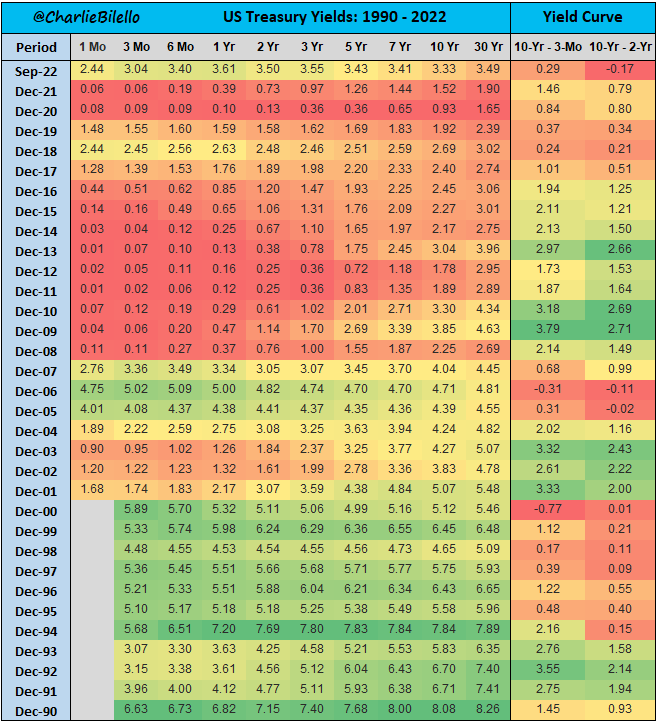 @CharlieBilello US Treasury Yields: 1990 - 2022 Yield Curve
Period 1 Mo 3 Mo 6 Mo 1 Yr 2 Yr 3 Yr 5 Yr 7 Yr 10 Yr 30 Yr 10-Yr - 3-Mo 10-Yr - 2-Yr
Sep-22 2.44 3.04 3.40 3.61 3.50 3.55 3.43 3.41 3.33 3.49 0.29 -0.17
Dec-21 0.06 0.06 0.19 0.39 0.73 0.97 1.26 1.44 1.52 1.90 1.46 0.79
Dec-20 0.08 0.09 0.09 0.10 0.13 0.36 0.36 0.65 0.93 1.65 0.84 0.80
Dec-19 1.48 1.55 1.60 1.59 1.58 1.62 1.69 1.83 1.92 2.39 0.37 0.34
Dec-18 2.44 2.45 2.56 2.63 2.48 2.46 2.51 2.59 2.69 3.02 0.24 0.21
Dec-17 1.28 1.39 1.53 1.76 1.89 1.98 2.20 2.33 2.40 2.74 1.01 0.51
Dec-16 0.44 0.51 0.62 0.85 1.20 1.47 1.93 2.25 2.45 3.06 1.94 1.25
Dec-15 0.14 0.16 0.49 0.65 1.06 1.31 1.76 2.09 2.27 3.01 2.11 1.21
Dec-14 0.03 0.04 0.12 0.25 0.67 1.10 1.65 1.97 2.17 2.75 2.13 1.50
Dec-13 0.01 0.07 0.10 0.13 0.38 0.78 1.75 2.45 3.04 3.96 2.97 2.66
Dec-12 0.02 0.05 0.11 0.16 0.25 0.36 0.72 1.18 1.78 2.95 1.73 1.53
Dec-11 0.01 0.02 0.06 0.12 0.25 0.36 0.83 1.35 1.89 2.89 1.87 1.64
Dec-10 0.07 0.12 0.19 0.29 0.61 1.02 2.01 2.71 3.30 4.34 3.18 2.69
Dec-09 0.04 0.06 0.20 0.47 1.14 1.70 2.69 3.39 3.85 4.63 3.79 2.71
Dec-08 0.11 0.11 0.27 0.37 0.76 1.00 1.55 1.87 2.25 2.69 2.14 1.49
Dec-07 2.76 3.36 3.49 3.34 3.05 3.07 3.45 3.70 4.04 4.45 0.68 0.99
Dec-06 4.75 5.02 5.09 5.00 4.82 4.74 4.70 4.70 4.71 4.81 -0.31 -0.11
Dec-05 4.01 4.08 4.37 4.38 4.41 4.37 4.35 4.36 4.39 4.55 0.31 -0.02
Dec-04 1.89 2.22 2.59 2.75 3.08 3.25 3.63 3.94 4.24 4.82 2.02 1.16
Dec-03 0.90 0.95 1.02 1.26 1.84 2.37 3.25 3.77 4.27 5.07 3.32 2.43
Dec-02 1.20 1.22 1.23 1.32 1.61 1.99 2.78 3.36 3.83 4.78 2.61 2.22
Dec-01 1.68 1.74 1.83 2.17 3.07 3.59 4.38 4.84 5.07 5.48 3.33 2.00
Dec-00 5.89 5.70 5.32 5.11 5.06 4.99 5.16 5.12 5.46 -0.77 0.01
Dec-99 5.33 5.74 5.98 6.24 6.29 6.36 6.55 6.45 6.48 1.12 0.21
Dec-98 4.48 4.55 4.53 4.54 4.55 4.56 4.73 4.65 5.09 0.17 0.11
Dec-97 5.36 5.45 5.51 5.66 5.68 5.71 5.77 5.75 5.93 0.39 0.09
Dec-96 5.21 5.33 5.51 5.88 6.04 6.21 6.34 6.43 6.65 1.22 0.55
Dec-95 5.10 5.17 5.18 5.18 5.25 5.38 5.49 5.58 5.96 0.48 0.40
Dec-94 5.68 6.51 7.20 7.69 7.80 7.83 7.84 7.84 7.89 2.16 0.15
Dec-93 3.07 3.30 3.63 4.25 4.58 5.21 5.53 5.83 6.35 2.76 1.58
Dec-92 3.15 3.38 3.61 4.56 5.12 6.04 6.43 6.70 7.40 3.55 2.14
Dec-91 3.96 4.00 4.12 4.77 5.11 5.93 6.38 6.71 7.41 2.75 1.94
Dec-90 6.63 6.73 6.82 7.15 7.40 7.68 8.00 8.08 8.26 1.45 0.93